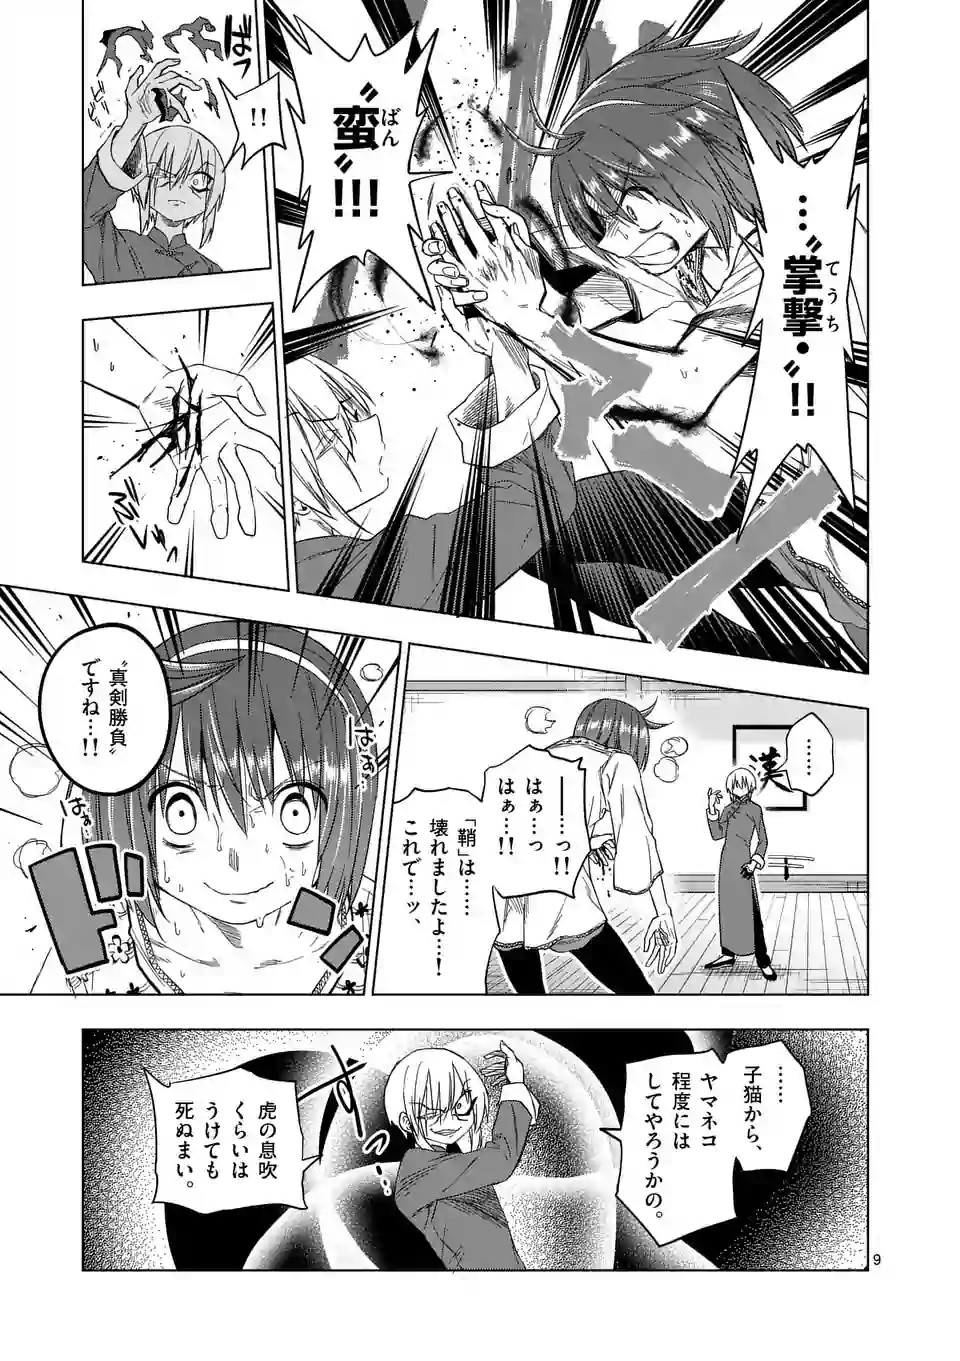 …〝掌撃・〟!!
てうち
〝蛮〟!!!
ばん
!!
……
――…っ!!
はぁ…っ
はぁ…!!
「鞘」は……
壊れましたよ…!
これで…ッ、
〝真剣勝負〟
ですね…!!
はぁ…
はぁ…
ド
漢
……
子猫から、
ヤマネコ
程度には
してやろうかの。
虎の息吹
くらいは
うけても
死ぬまい。
9